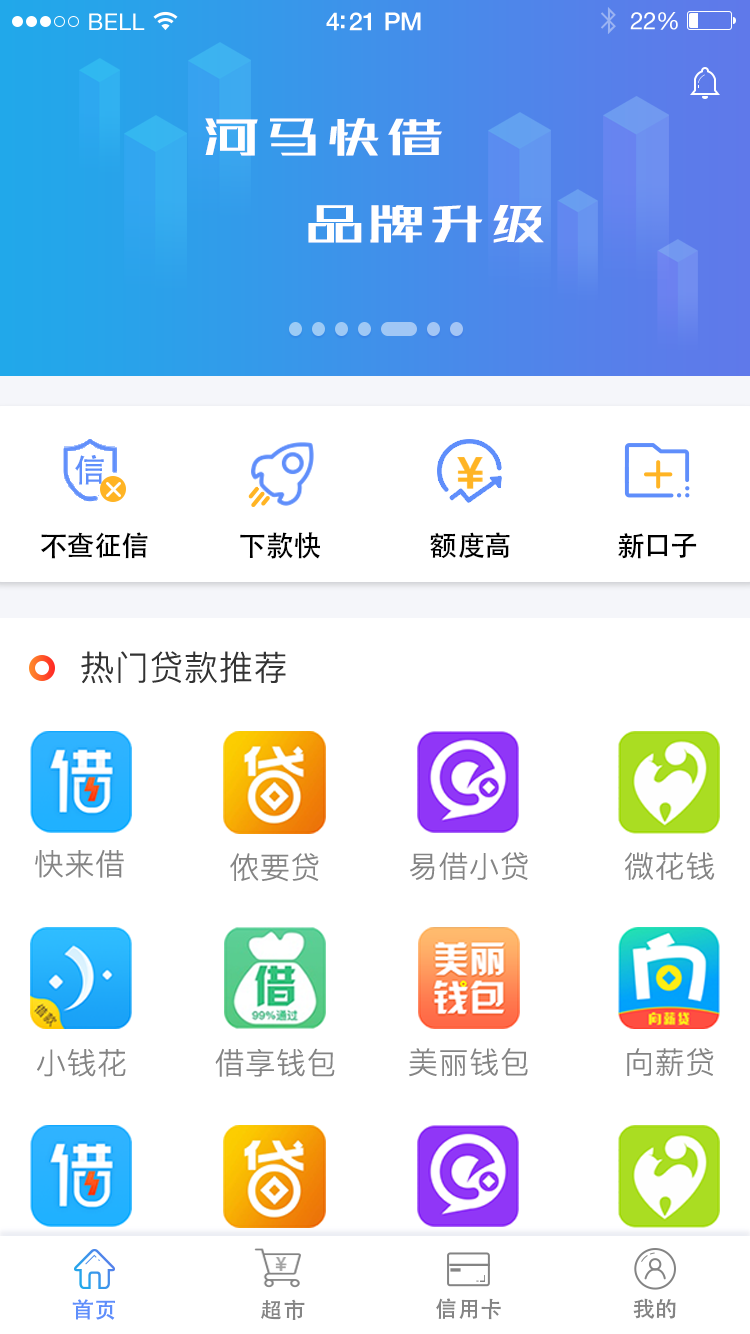 BELL 4:21 PM 22%
河马快借
品牌升级
信
不查征信 下款快 额度高 新口子
热门贷款推荐
借 贷
快来借 侬要贷 易借小贷 微花钱
借款 借 99%通过 美丽钱包 向薪贷
小钱花 借享钱包 美丽钱包 向薪贷
借 贷
首页 超市 信用卡 我的